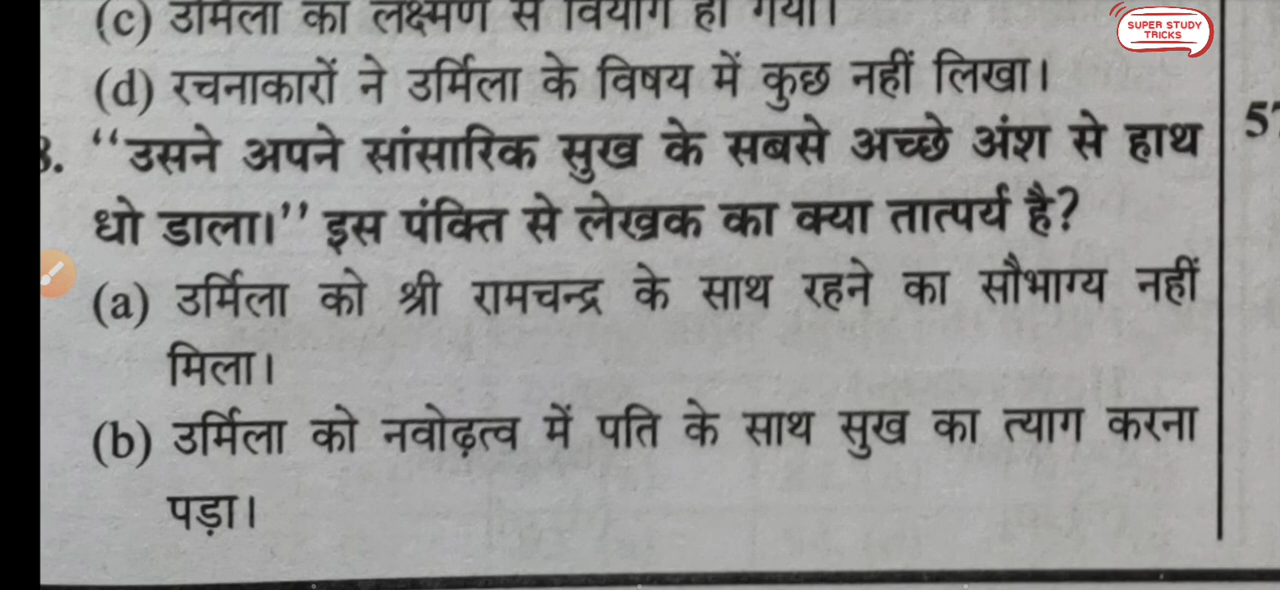 (c) उर्मिला का लक्ष्मण से वियोग हो गया।
SUPER STUDY
TRICKS
(d) रचनाकारों ने उर्मिला के विषय में कुछ नहीं लिखा।
3. "उसने अपने सांसारिक सुख के सबसे अच्छे अंश से हाथ
धो डाला।" इस पंक्ति से लेखक का क्या तात्पर्य है?
(a) उर्मिला को श्री रामचन्द्र के साथ रहने का सौभाग्य नहीं
मिला।
(b) उर्मिला को नवोढ़त्व में पति के साथ सुख का त्याग करना
पड़ा।